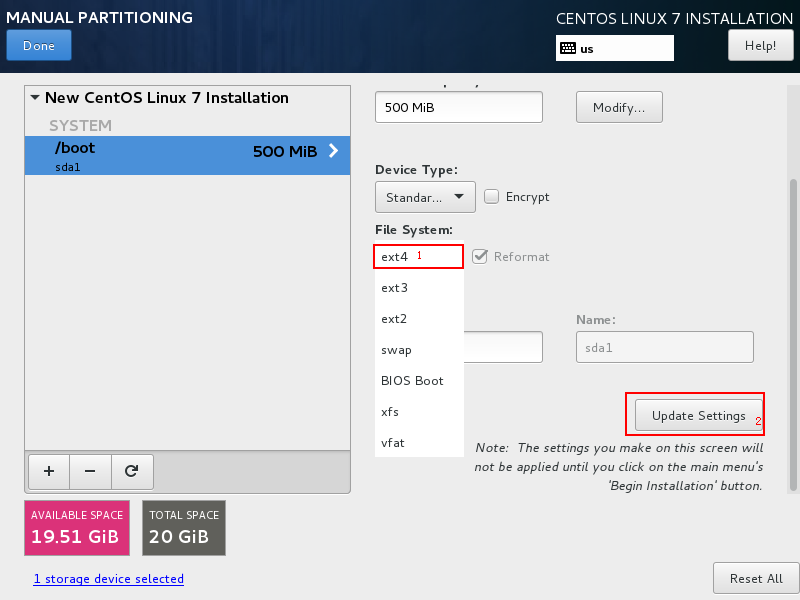 MANUAL PARTITIONING
CENTOS LINUX 7 INSTALLATION
Done
us
Help!
New CentOS Linux 7 Installation
SYSTEM
/boot
500 MiB
sda1
500 MiB
Modify...
Device Type:
Standar...
Encrypt
File System:
ext4 1
Reformat
ext3
ext2
swap
BIOS Boot
xfs
vfat
Name:
sda1
Update Settings 2
Note: The settings you make on this screen will
not be applied until you click on the main menu's
'Begin Installation' button.
AVAILABLE SPACE
19.51 GiB
TOTAL SPACE
20 GiB
1 storage device selected
Reset All